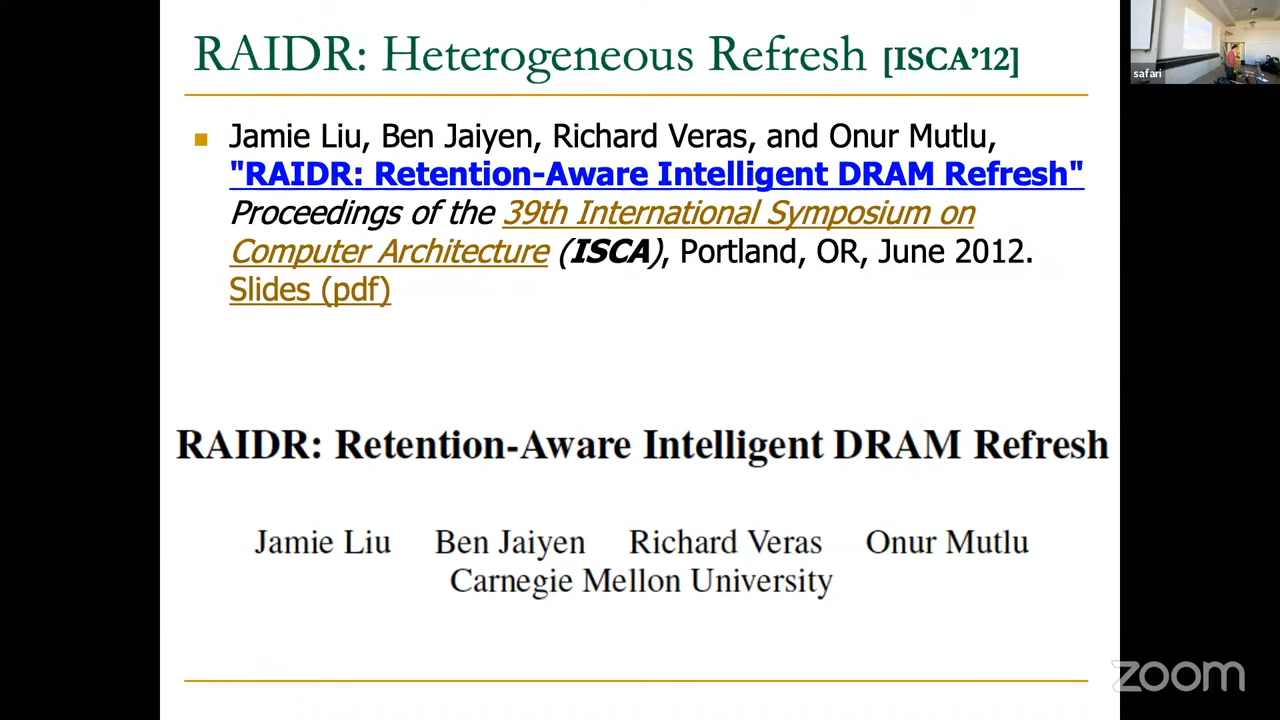 RAIDR: Heterogeneous Refresh [ISCA’12]
Jamie Liu, Ben Jaiyen, Richard Veras, and Onur Mutlu,
"RAIDR: Retention-Aware Intelligent DRAM Refresh"
Proceedings of the 39th International Symposium on
Computer Architecture (ISCA), Portland, OR, June 2012.
Slides (pdf)
RAIDR: Retention-Aware Intelligent DRAM Refresh
Jamie Liu Ben Jaiyen Richard Veras Onur Mutlu
Carnegie Mellon University
safari
zoom